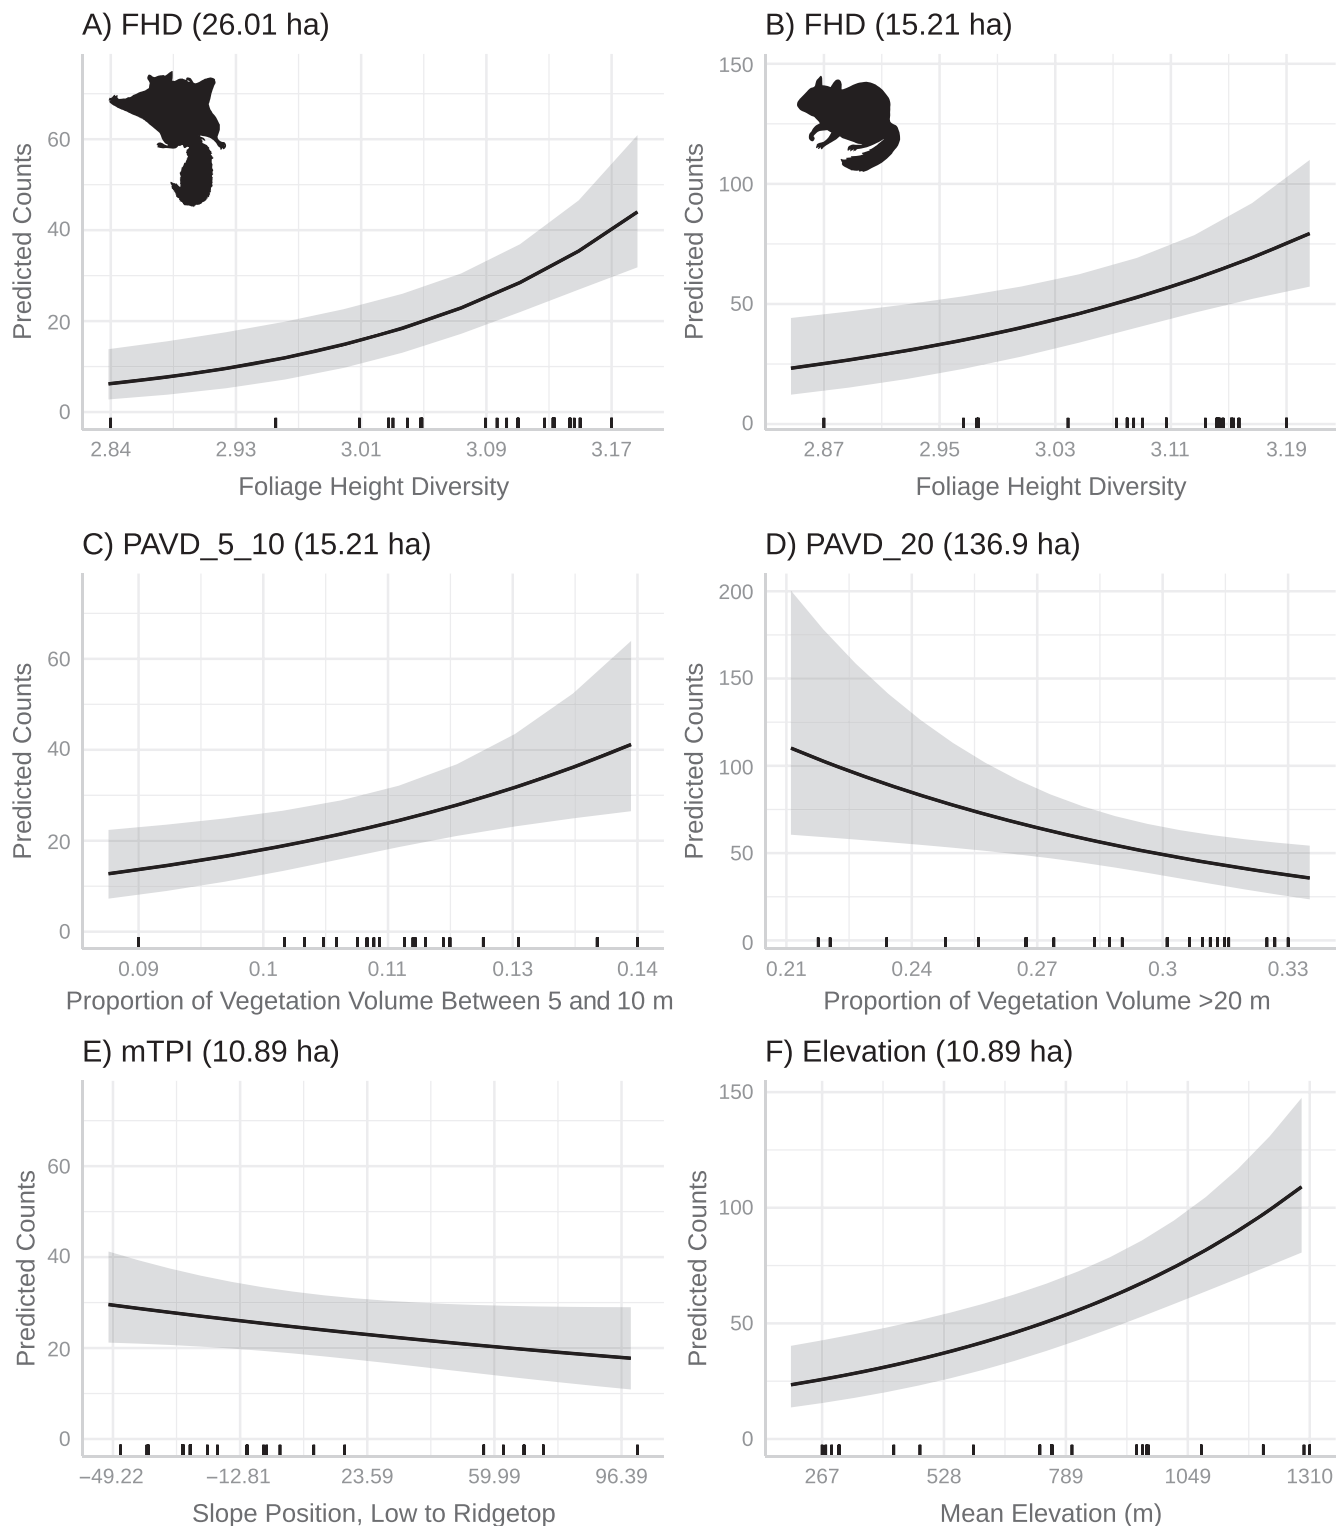 A) FHD (26.01 ha)
Predicted Counts
60
40
20
0
2.84 2.93 3.01 3.09 3.17
Foliage Height Diversity
B) FHD (15.21 ha)
Predicted Counts
150
100
50
0
2.87 2.95 3.03 3.11 3.19
Foliage Height Diversity
C) PAVD_5_10 (15.21 ha)
Predicted Counts
60
40
20
0
0.09 0.1 0.11 0.13 0.14
Proportion of Vegetation Volume Between 5 and 10 m
D) PAVD_20 (136.9 ha)
Predicted Counts
200
150
100
50
0
0.21 0.24 0.27 0.3 0.33
Proportion of Vegetation Volume >20 m
E) mTPI (10.89 ha)
Predicted Counts
60
40
20
0
−49.22 −12.81 23.59 59.99 96.39
Slope Position, Low to Ridgetop
F) Elevation (10.89 ha)
Predicted Counts
150
100
50
0
267 528 789 1049 1310
Mean Elevation (m)